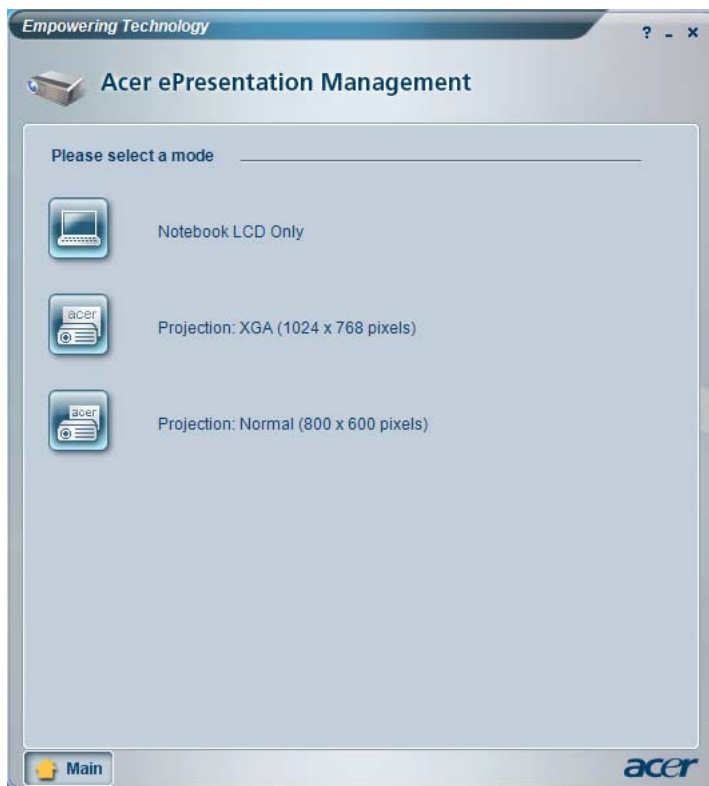 Empowering Technology
? - ×
Acer ePresentation Management
Please select a mode
Notebook LCD Only
acer
Projection: XGA (1024 x 768 pixels)
acer
Projection: Normal (800 x 600 pixels)
Main
acer